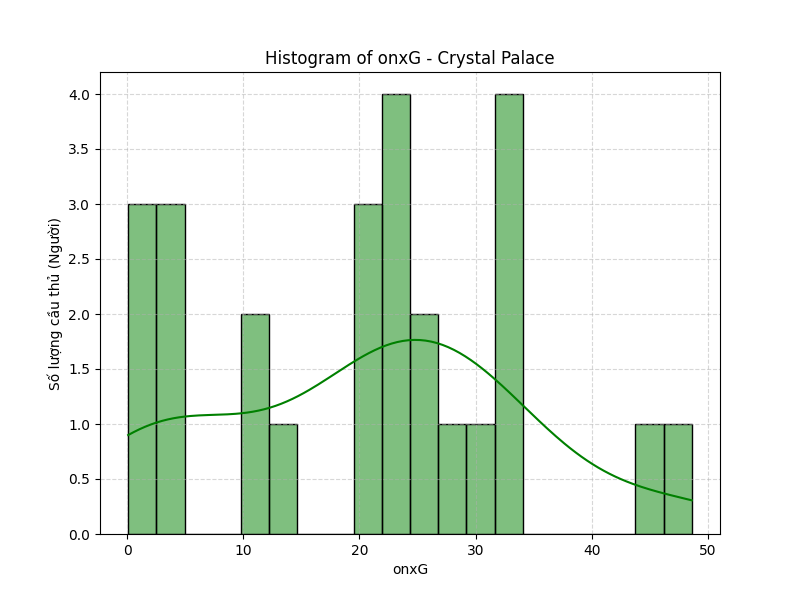 Histogram of onxG - Crystal Palace
4.0
3.5
3.0
2.5
2.0
1.5
1.0
0.5
0.0
Số lượng cầu thủ (Người)
0 10 20 30 40 50
onxG